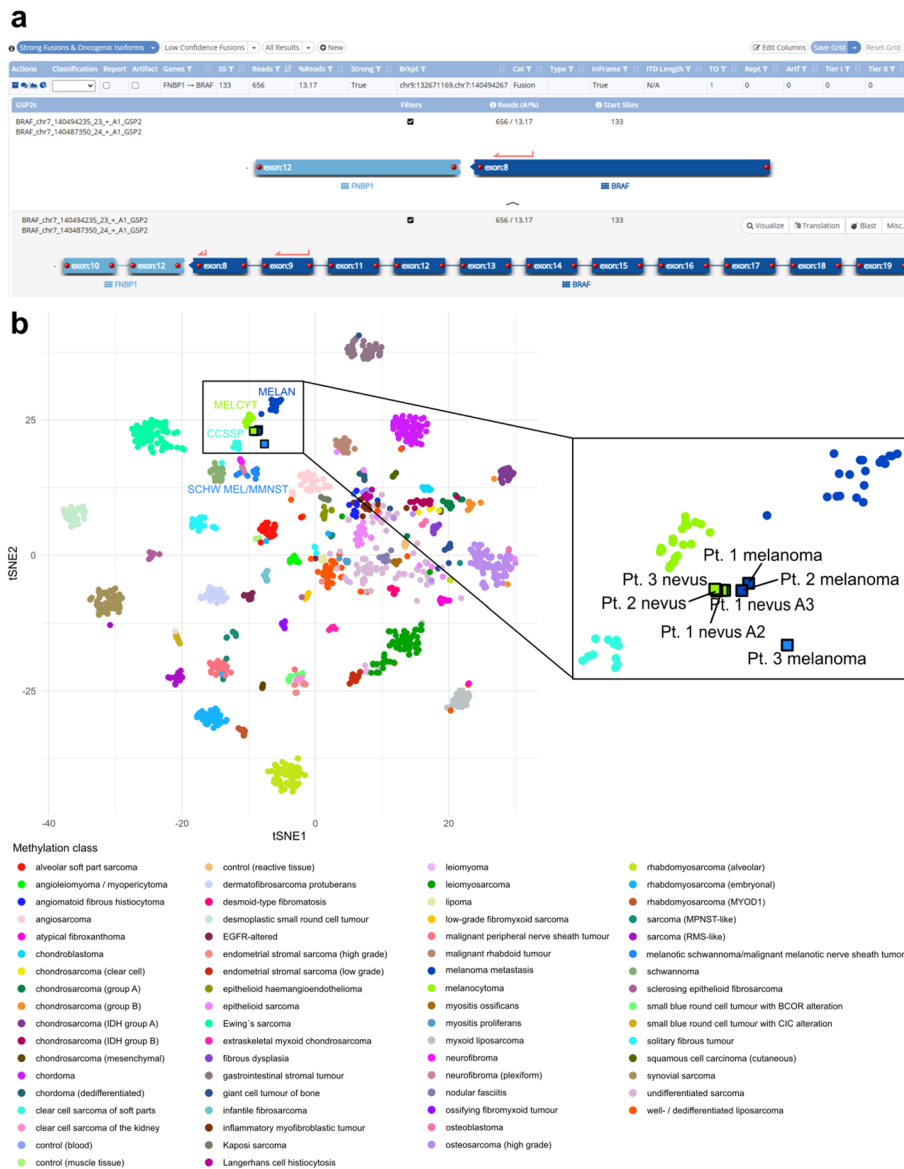 a
Strong Fusions & Oncogenic Isoforms Low Confidence Fusions All Results New Edit Columns Save Grid Reset Grid
Actions Classification Report Artifact Genes SS Reads %Reads Strong Brkpt Cat Type InFrame ITD Length TO Rept Artf Tier I Tier II
FNBP1 → BRAF 133 656 13.17 True chr9:132671169,chr7:140494267 Fusion True N/A 1 0 0 0 0
GSP2s Filters Reads (#/%) Start Sites
BRAF_chr7_140494235_23_+_A1_GSP2 656 / 13.17 133
BRAF_chr7_140487350_24_+_A1_GSP2
exon:12 exon:8
FNBP1 BRAF
BRAF_chr7_140494235_23_+_A1_GSP2 656 / 13.17 133
BRAF_chr7_140487350_24_+_A1_GSP2
Visualize Translation Blast Misc.
exon:10 exon:12 exon:8 exon:9 exon:11 exon:12 exon:13 exon:14 exon:15 exon:16 exon:17 exon:18 exon:19
FNBP1 BRAF
b
MELAN
MELCYT
CCSSP
SCHW MEL/MMNST
25
0
-25
-40 -20 0 20
tSNE2
tSNE1
Pt. 1 melanoma
Pt. 3 nevus
Pt. 2 melanoma
Pt. 2 nevus
Pt. 1 nevus A3
Pt. 1 nevus A2
Pt. 3 melanoma
Methylation class
alveolar soft part sarcoma
angioleiomyoma / myopericytoma
angiomatoid fibrous histiocytoma
angiosarcoma
atypical fibroxanthoma
chondroblastoma
chondrosarcoma (clear cell)
chondrosarcoma (group A)
chondrosarcoma (group B)
chondrosarcoma (IDH group A)
chondrosarcoma (IDH group B)
chondrosarcoma (mesenchymal)
chordoma
chordoma (dedifferentiated)
clear cell sarcoma of soft parts
clear cell sarcoma of the kidney
control (blood)
control (muscle tissue)
control (reactive tissue)
dermatofibrosarcoma protuberans
desmoid-type fibromatosis
desmoplastic small round cell tumour
EGFR-altered
endometrial stromal sarcoma (high grade)
endometrial stromal sarcoma (low grade)
epithelioid haemangioendothelioma
epithelioid sarcoma
Ewing´s sarcoma
extraskeletal myxoid chondrosarcoma
fibrous dysplasia
gastrointestinal stromal tumour
giant cell tumour of bone
infantile fibrosarcoma
inflammatory myofibroblastic tumour
Kaposi sarcoma
Langerhans cell histiocytosis
leiomyoma
leiomyosarcoma
lipoma
low-grade fibromyxoid sarcoma
malignant peripheral nerve sheath tumour
malignant rhabdoid tumour
melanoma metastasis
melanocytoma
myositis ossificans
myositis proliferans
myxoid liposarcoma
neurofibroma
neurofibroma (plexiform)
nodular fasciitis
ossifying fibromyxoid tumour
osteoblastoma
osteosarcoma (high grade)
rhabdomyosarcoma (alveolar)
rhabdomyosarcoma (embryonal)
rhabdomyosarcoma (MYOD1)
sarcoma (MPNST-like)
sarcoma (RMS-like)
melanotic schwannoma/malignant melanotic nerve sheath tumor
schwannoma
sclerosing epithelioid fibrosarcoma
small blue round cell tumour with BCOR alteration
small blue round cell tumour with CIC alteration
solitary fibrous tumour
squamous cell carcinoma (cutaneous)
synovial sarcoma
undifferentiated sarcoma
well- / dedifferentiated liposarcoma